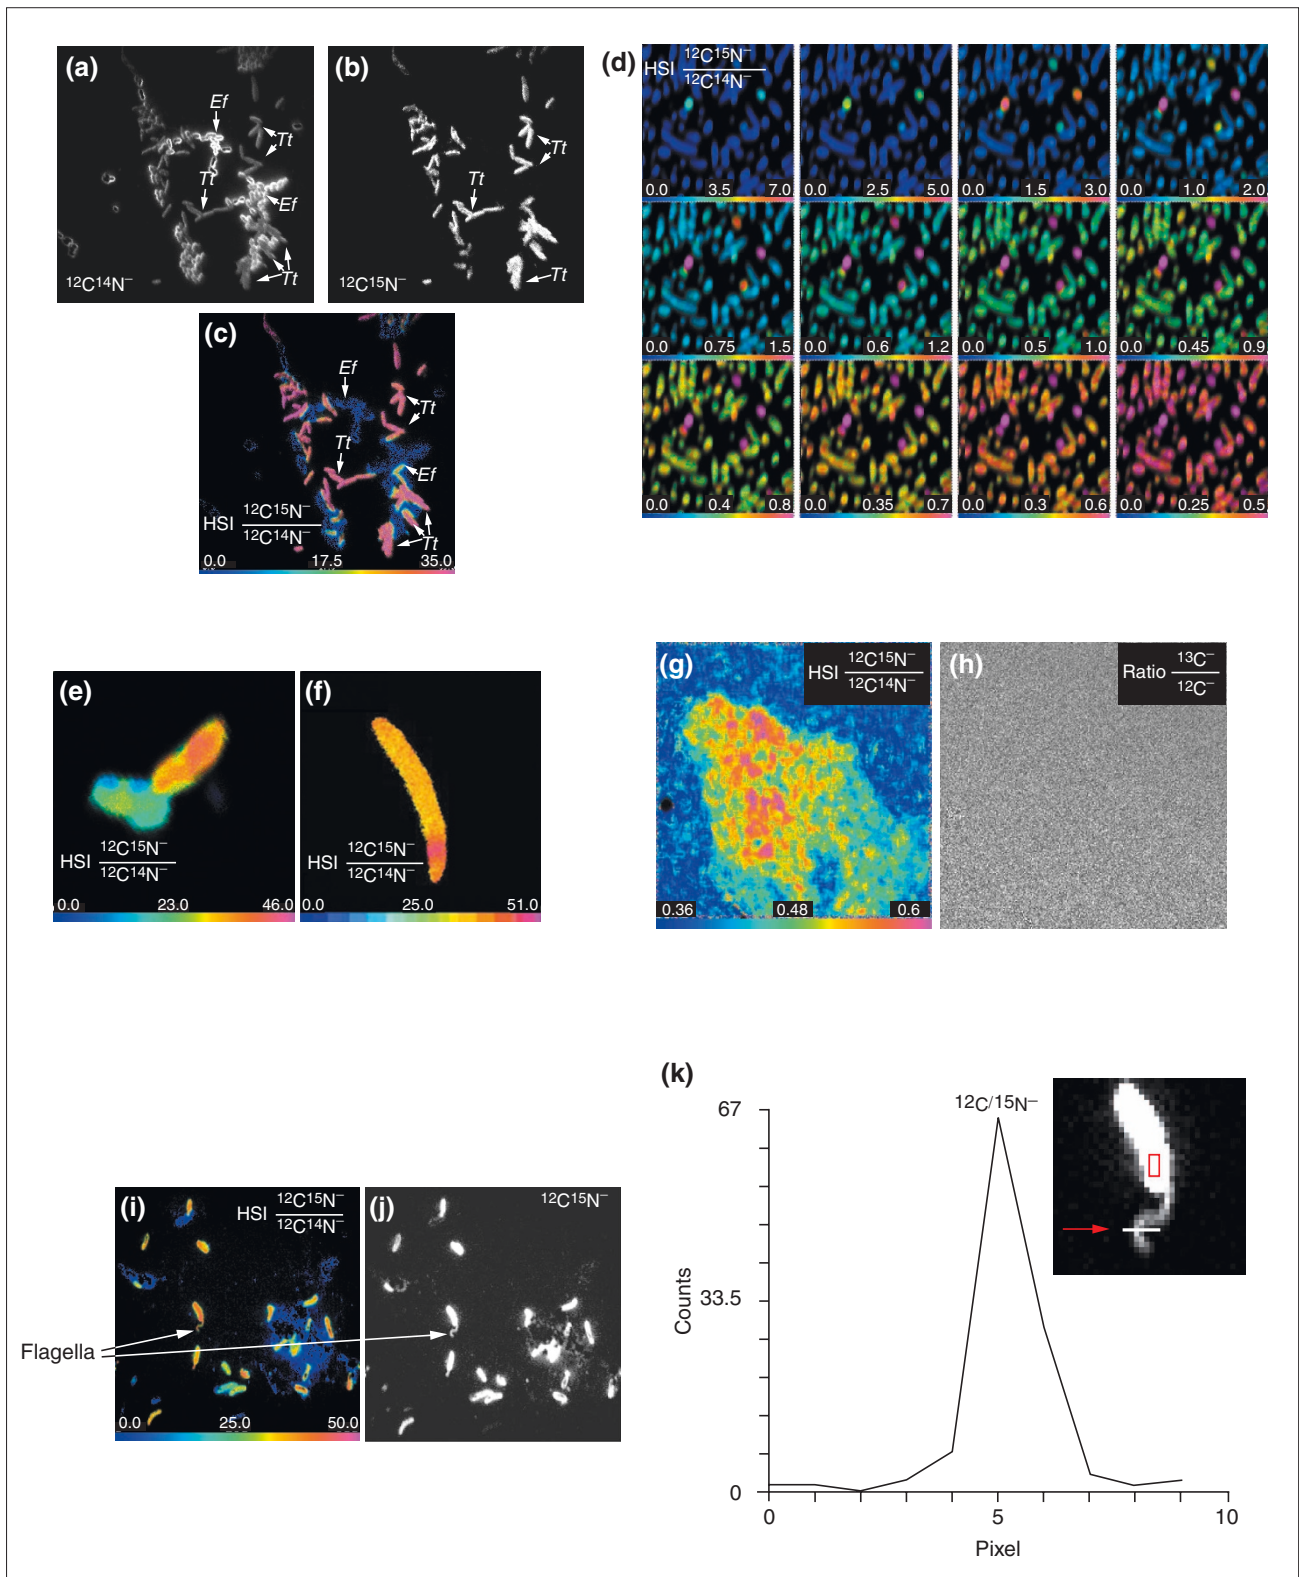 (a)
Ef
Tt
Tt
Ef
Tt
12C14N–
(b)
Tt
Tt
12C15N–
Tt
(c)
Ef
Tt
Tt
Ef
HSI 12C15N–
12C14N–
Tt
0.0 17.5 35.0
(d) HSI 12C15N–
12C14N–
0.0 3.5 7.0 0.0 2.5 5.0 0.0 1.5 3.0 0.0 1.0 2.0
0.0 0.75 1.5 0.0 0.6 1.2 0.0 0.5 1.0 0.0 0.45 0.9
0.0 0.4 0.8 0.0 0.35 0.7 0.0 0.3 0.6 0.0 0.25 0.5
(e)
HSI 12C15N–
12C14N–
0.0 23.0 46.0
(f)
HSI 12C15N–
12C14N–
0.0 25.0 51.0
(g) HSI 12C15N–
12C14N–
0.36 0.48 0.6
(h) Ratio 13C–
12C–
(i) HSI 12C15N–
12C14N–
0.0 25.0 50.0
(j) 12C15N–
Flagella
(k)
12C/15N–
67
33.5
0
Counts
0 5 10
Pixel